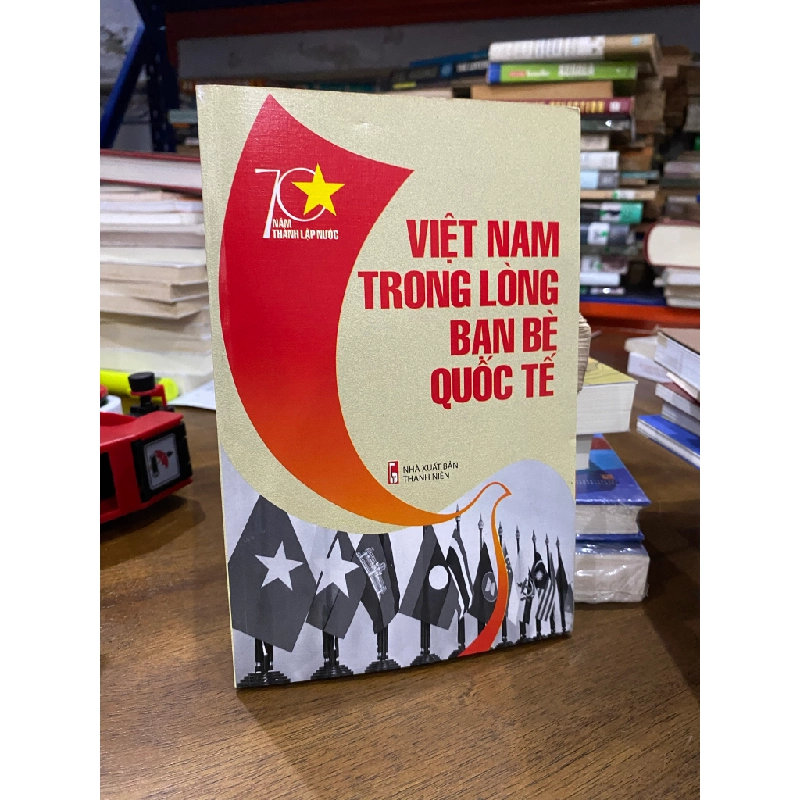 70
NĂM
THÀNH LẬP NƯỚC
VIỆT NAM
TRONG LÒNG
BẠN BÈ
QUỐC TẾ
NHÀ XUẤT BẢN
THANH NIÊN